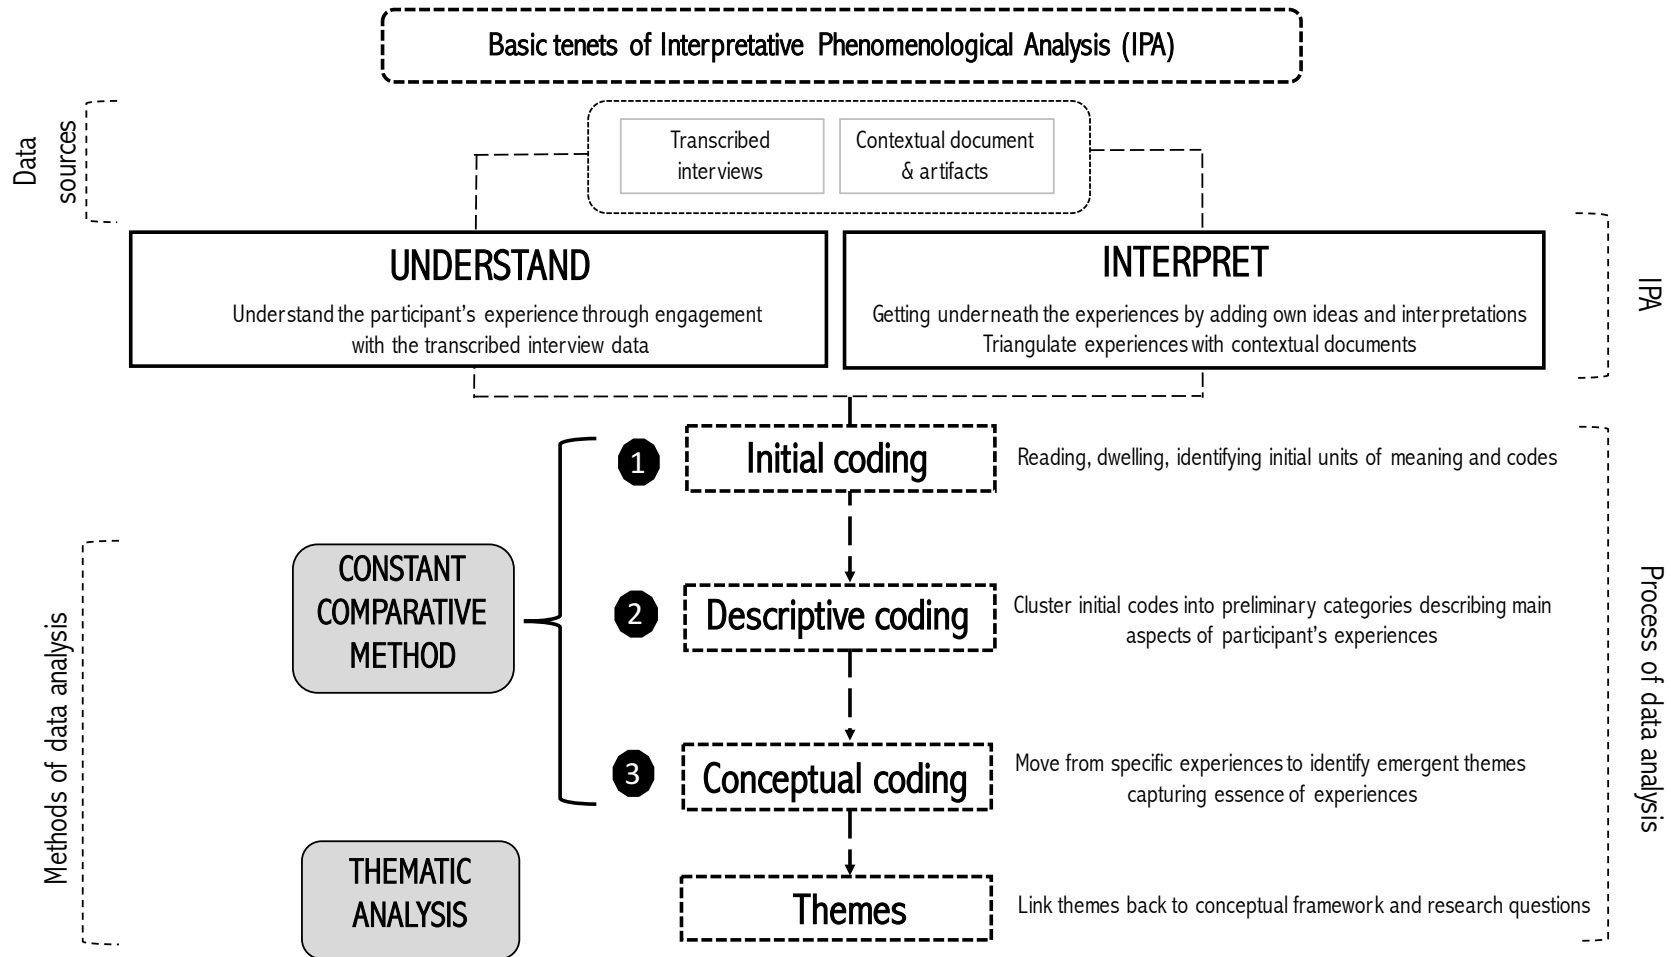 Basic tenets of Interpretative Phenomenological Analysis (IPA)
Data
sources
Transcribed
interviews
Contextual document
& artifacts
UNDERSTAND
Understand the participant’s experience through engagement
with the transcribed interview data
INTERPRET
Getting underneath the experiences by adding own ideas and interpretations
Triangulate experiences with contextual documents
IPA
1
Initial coding
Reading, dwelling, identifying initial units of meaning and codes
Methods of data analysis
CONSTANT
COMPARATIVE
METHOD
2
Descriptive coding
Cluster initial codes into preliminary categories describing main
aspects of participant’s experiences
Process of data analysis
3
Conceptual coding
Move from specific experiences to identify emergent themes
capturing essence of experiences
THEMATIC
ANALYSIS
Themes
Link themes back to conceptual framework and research questions